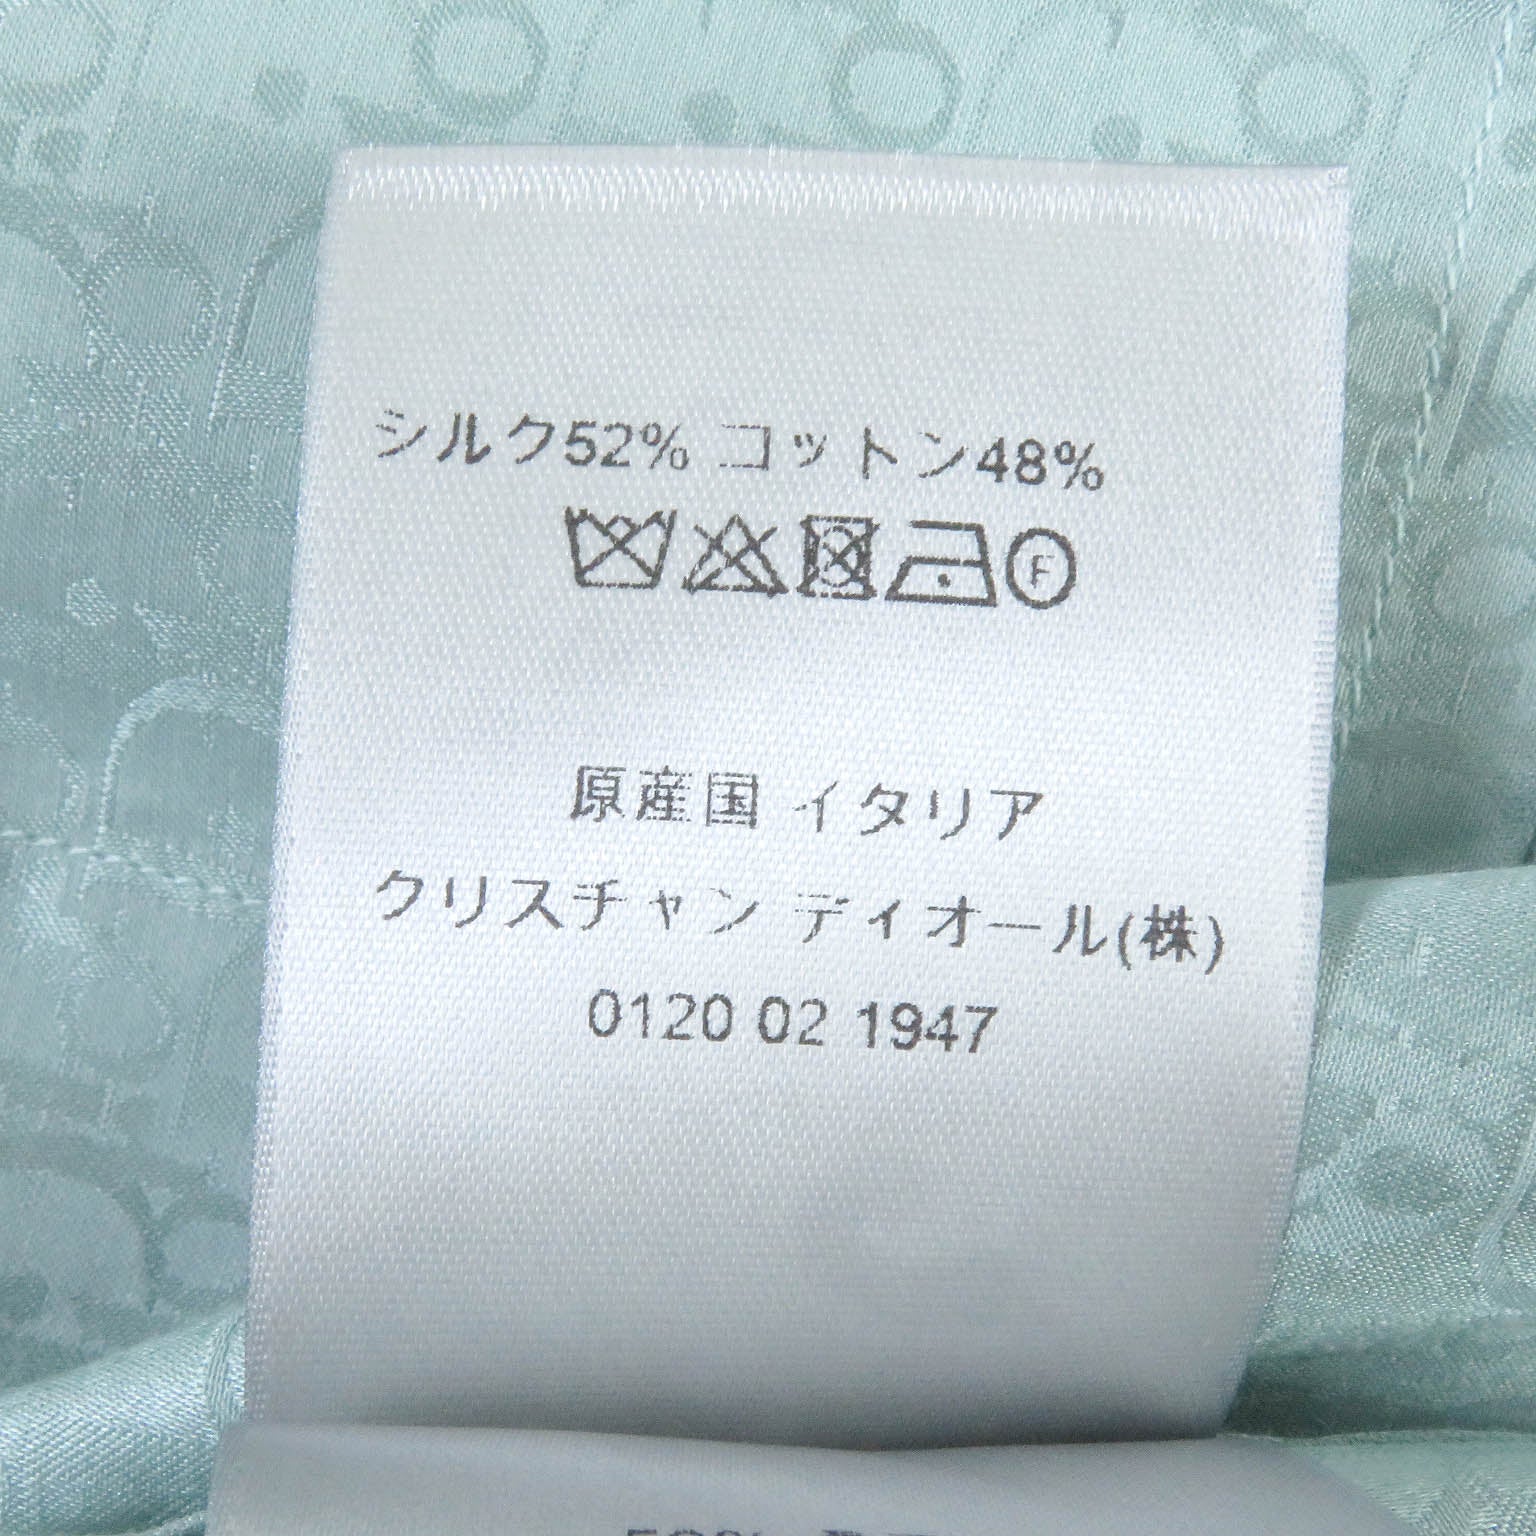 シルク52% コットン48%
F
原産国 イタリア
クリスチャン ディオール(株)
0120 02 1947